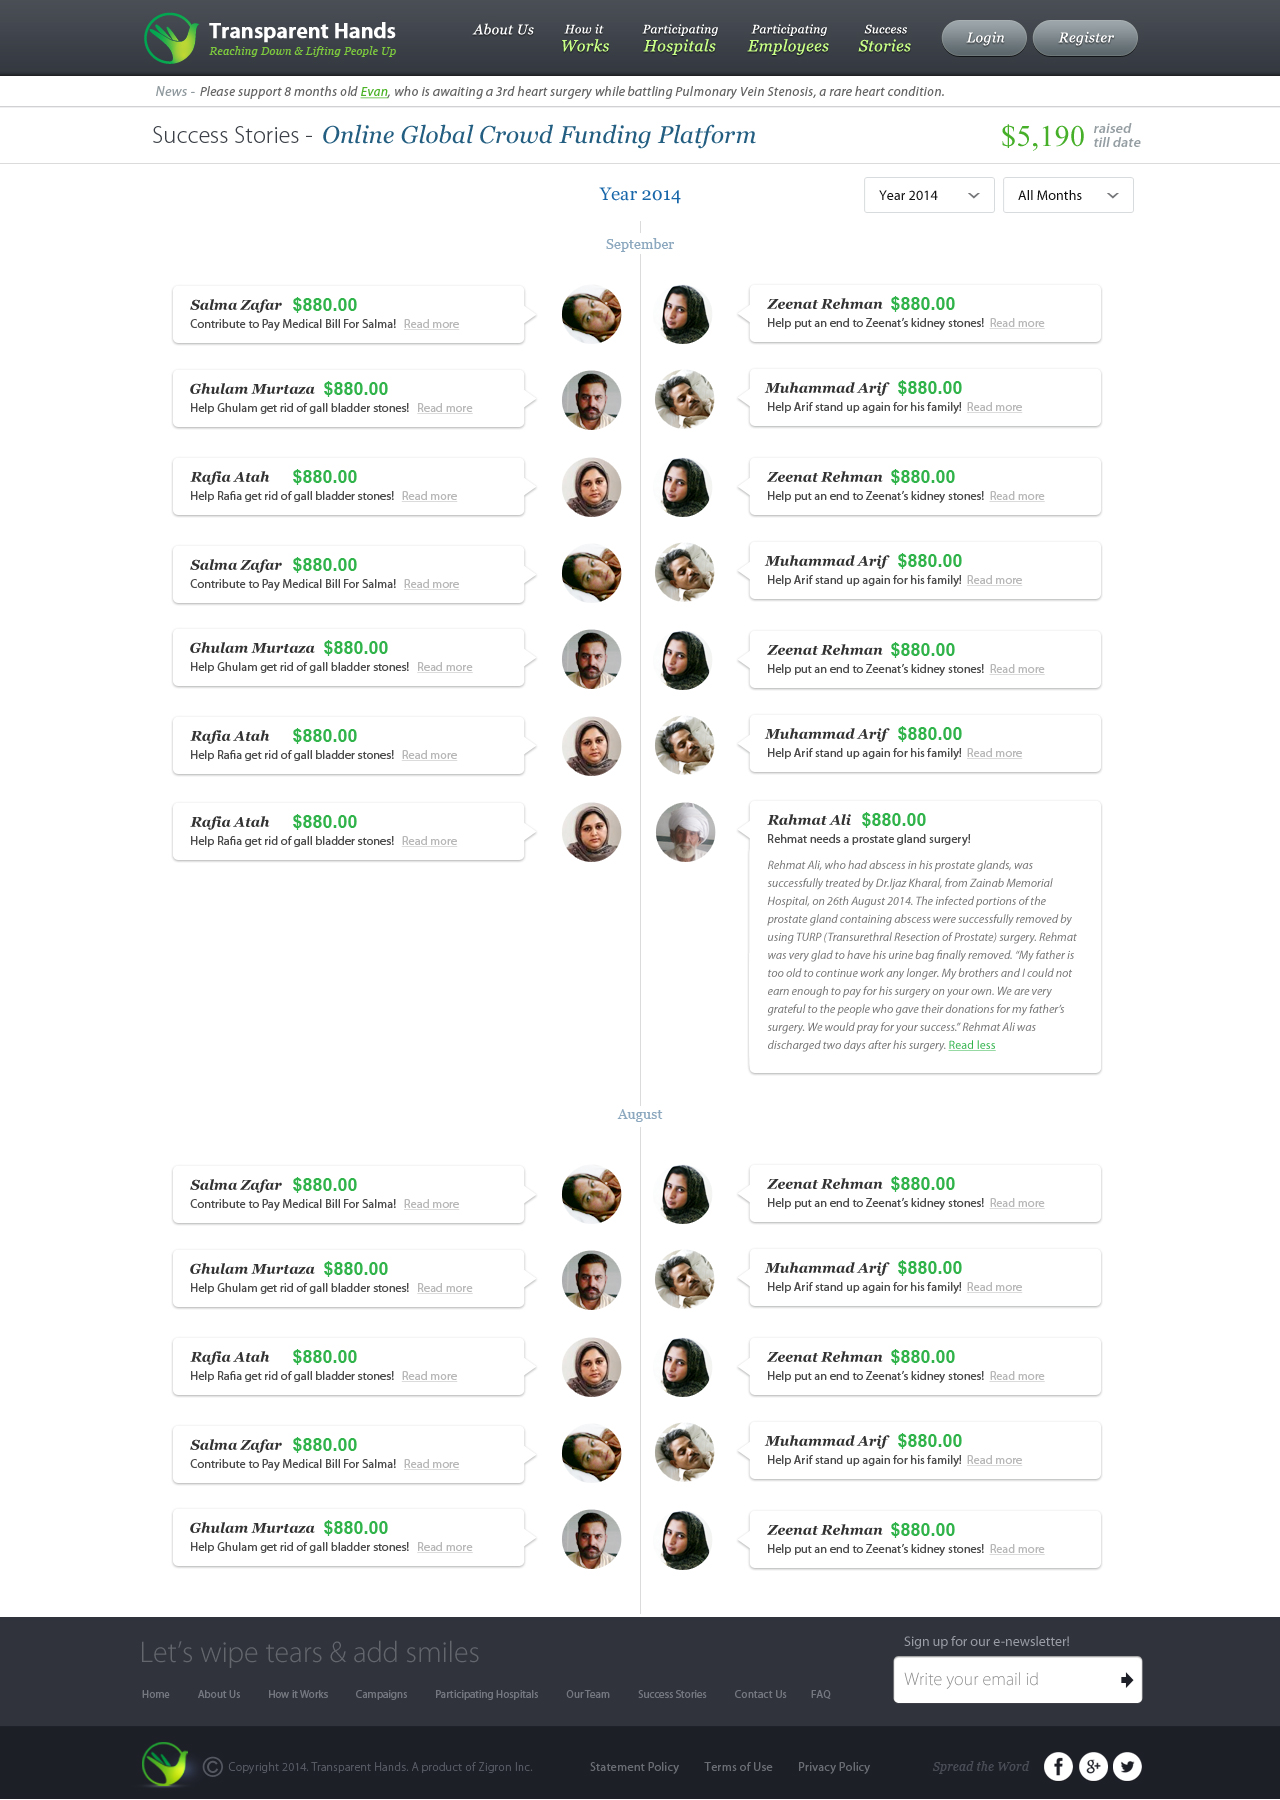 Transparent Hands
Reaching Down & Lifting People Up
About Us
How it
Works
Participating
Hospitals
Participating
Employees
Success
Stories
Login
Register
News - Please support 8 months old Evan, who is awaiting a 3rd heart surgery while battling Pulmonary Vein Stenosis, a rare heart condition.
Success Stories - Online Global Crowd Funding Platform
$5,190 raised
till date
Year 2014
Year 2014
All Months
September
Salma Zafar $880.00
Contribute to Pay Medical Bill For Salma! Read more
Zeenat Rehman $880.00
Help put an end to Zeenat's kidney stones! Read more
Ghulam Murtaza $880.00
Help Ghulam get rid of gall bladder stones! Read more
Muhammad Arif $880.00
Help Arif stand up again for his family! Read more
Rafia Atah $880.00
Help Rafia get rid of gall bladder stones! Read more
Zeenat Rehman $880.00
Help put an end to Zeenat's kidney stones! Read more
Salma Zafar $880.00
Contribute to Pay Medical Bill For Salma! Read more
Muhammad Arif $880.00
Help Arif stand up again for his family! Read more
Ghulam Murtaza $880.00
Help Ghulam get rid of gall bladder stones! Read more
Zeenat Rehman $880.00
Help put an end to Zeenat's kidney stones! Read more
Rafia Atah $880.00
Help Rafia get rid of gall bladder stones! Read more
Muhammad Arif $880.00
Help Arif stand up again for his family! Read more
Rafia Atah $880.00
Help Rafia get rid of gall bladder stones! Read more
Rahmat Ali $880.00
Rehmat needs a prostate gland surgery!
Rehmat Ali, who had abscess in his prostate glands, was
successfully treated by Dr.Ijaz Kharal, from Zainab Memorial
Hospital, on 26th August 2014. The infected portions of the
prostate gland containing abscess were successfully removed by
using TURP (Transurethral Resection of Prostate) surgery. Rehmat
was very glad to have his urine bag finally removed. “My father is
too old to continue work any longer. My brothers and I could not
earn enough to pay for his surgery on your own. We are very
grateful to the people who gave their donations for my father's
surgery. We would pray for your success.” Rehmat Ali was
discharged two days after his surgery. Read less
August
Salma Zafar $880.00
Contribute to Pay Medical Bill For Salma! Read more
Zeenat Rehman $880.00
Help put an end to Zeenat's kidney stones! Read more
Ghulam Murtaza $880.00
Help Ghulam get rid of gall bladder stones! Read more
Muhammad Arif $880.00
Help Arif stand up again for his family! Read more
Rafia Atah $880.00
Help Rafia get rid of gall bladder stones! Read more
Zeenat Rehman $880.00
Help put an end to Zeenat's kidney stones! Read more
Salma Zafar $880.00
Contribute to Pay Medical Bill For Salma! Read more
Muhammad Arif $880.00
Help Arif stand up again for his family! Read more
Ghulam Murtaza $880.00
Help Ghulam get rid of gall bladder stones! Read more
Zeenat Rehman $880.00
Help put an end to Zeenat's kidney stones! Read more
Let's wipe tears & add smiles
Sign up for our e-newsletter!
Write your email id
Home About Us How it Works Campaigns Participating Hospitals Our Team Success Stories Contact Us FAQ
© Copyright 2014. Transparent Hands. A product of Zigron Inc.
Statement Policy Terms of Use Privacy Policy
Spread the Word
f g+